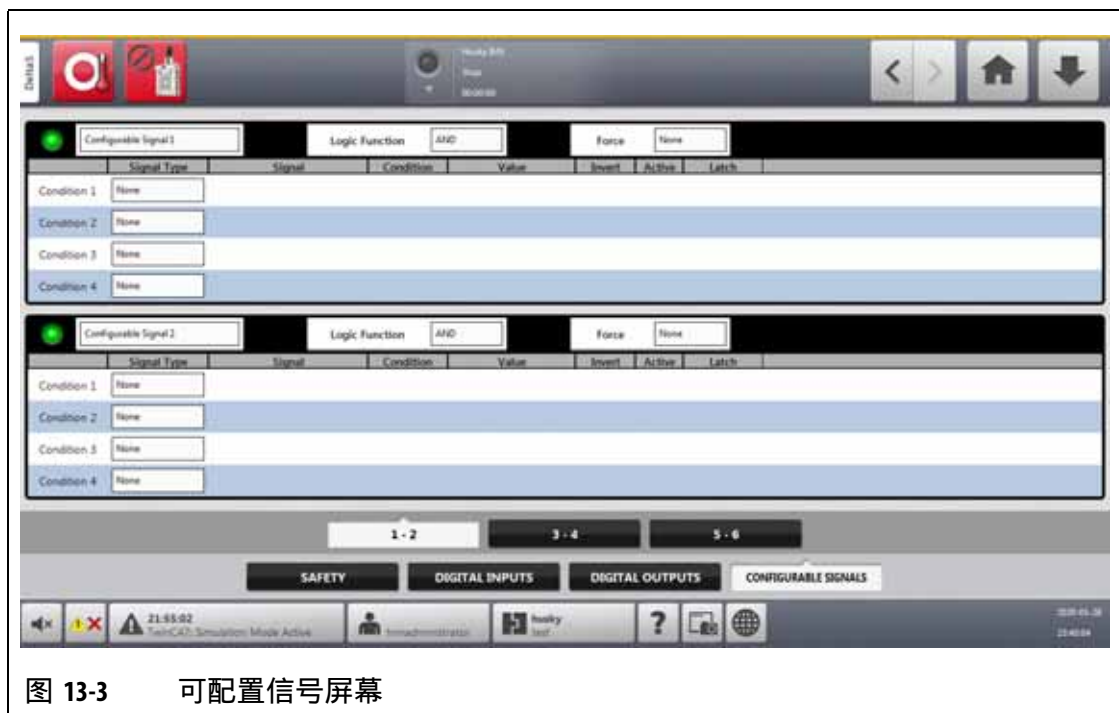 Delta5
Husky IMS
Stop
Configurable Signal 1 Logic Function AND Force None
Signal Type Signal Condition Value Invert Active Latch
Condition 1 None
Condition 2 None
Condition 3 None
Condition 4 None
Configurable Signal 2 Logic Function AND Force None
Signal Type Signal Condition Value Invert Active Latch
Condition 1 None
Condition 2 None
Condition 3 None
Condition 4 None
1 - 2 3 - 4 5 - 6
SAFETY DIGITAL INPUTS DIGITAL OUTPUTS CONFIGURABLE SIGNALS
21:55:02
TwinCAT: Simulation Mode Active
husky
test
?
图 13-3 可配置信号屏幕